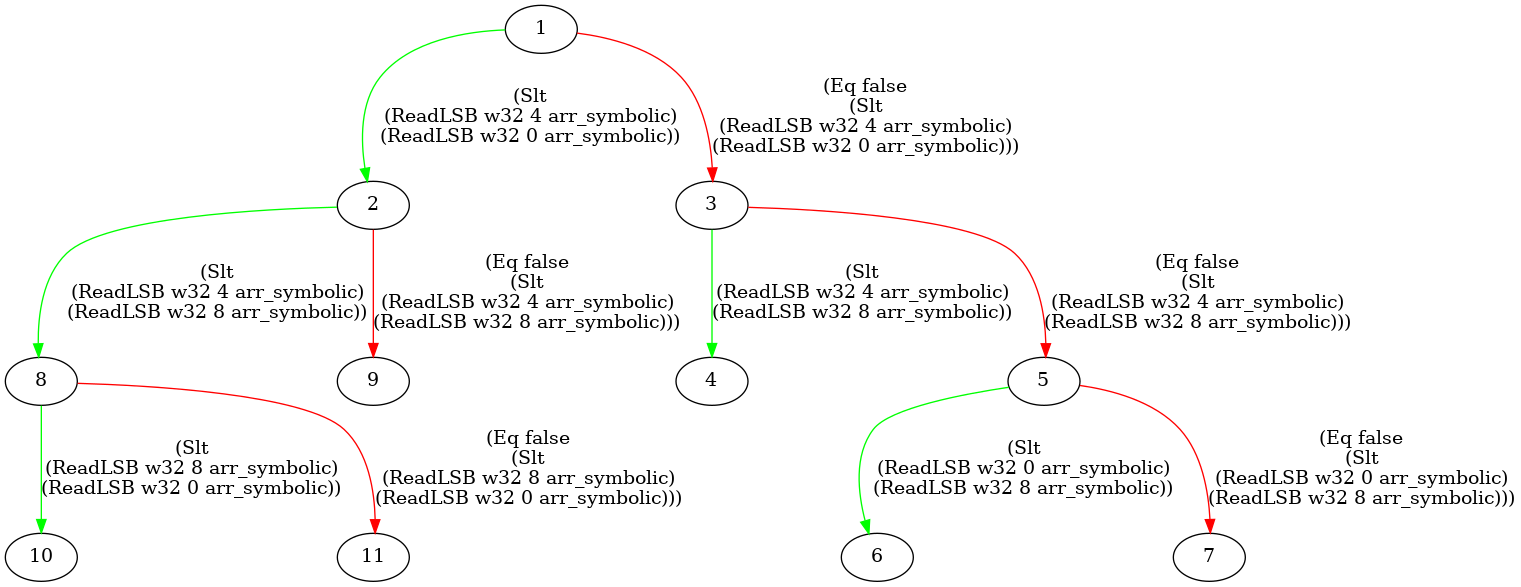 1
(Slt
(ReadLSB w32 4 arr_symbolic)
(ReadLSB w32 0 arr_symbolic))
(Eq false
(Slt
(ReadLSB w32 4 arr_symbolic)
(ReadLSB w32 0 arr_symbolic)))
2
3
(Slt
(ReadLSB w32 4 arr_symbolic)
(ReadLSB w32 8 arr_symbolic))
(Eq false
(Slt
(ReadLSB w32 4 arr_symbolic)
(ReadLSB w32 8 arr_symbolic)))
(Slt
(ReadLSB w32 4 arr_symbolic)
(ReadLSB w32 8 arr_symbolic))
(Eq false
(Slt
(ReadLSB w32 4 arr_symbolic)
(ReadLSB w32 8 arr_symbolic)))
8
9
4
5
(Slt
(ReadLSB w32 8 arr_symbolic)
(ReadLSB w32 0 arr_symbolic))
(Eq false
(Slt
(ReadLSB w32 8 arr_symbolic)
(ReadLSB w32 0 arr_symbolic)))
(Slt
(ReadLSB w32 0 arr_symbolic)
(ReadLSB w32 8 arr_symbolic))
(Eq false
(Slt
(ReadLSB w32 0 arr_symbolic)
(ReadLSB w32 8 arr_symbolic)))
10
11
6
7